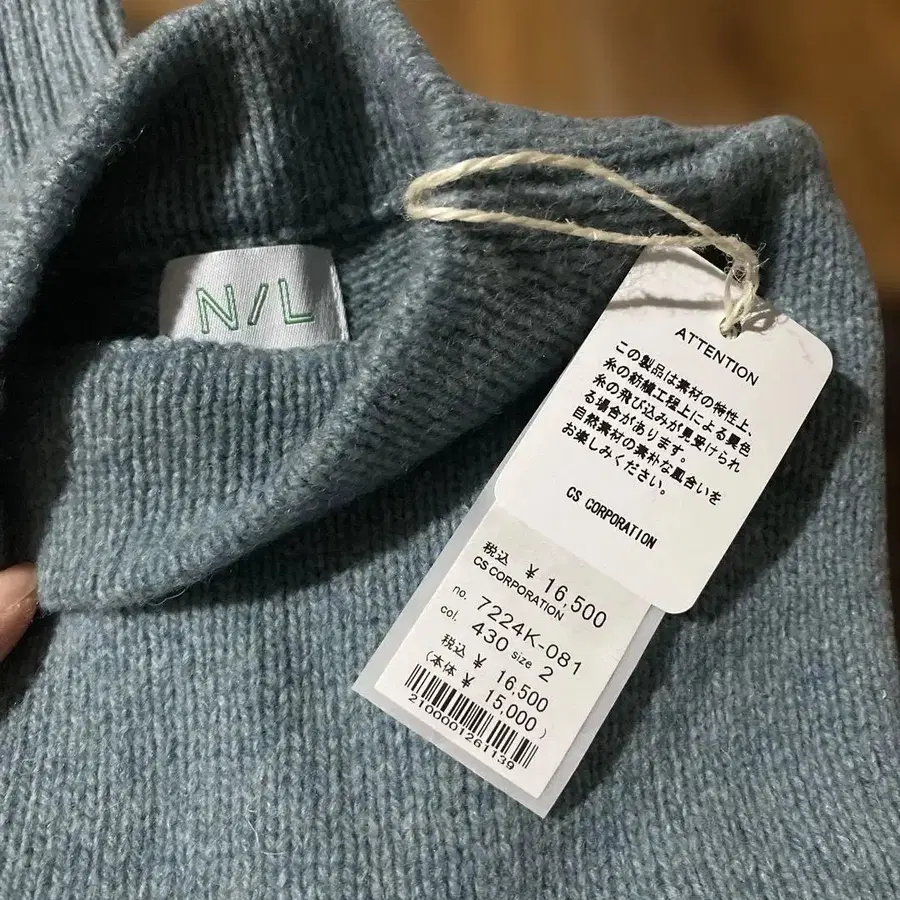 N/L
ATTENTION
この製品は素材の特性上、
糸の紡績工程上による異色
糸の飛び込みが見受けられ
る場合があります。
自然素材の素朴な風合いを
お楽しみください。
CS CORPORATION
税込 ¥ 16,500
CS CORPORATION
no. 7224K-081
col. 430 size 2
税込 ¥ 16,500
(本体 ¥ 15,000 )
2100001261139